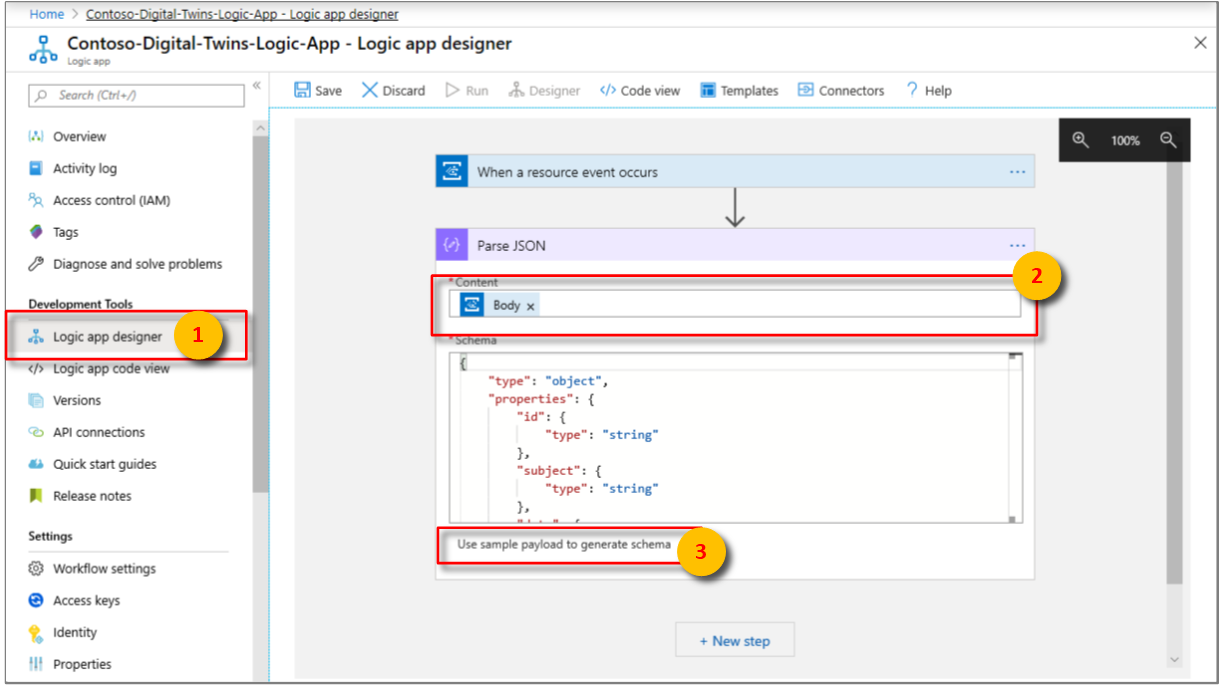 Home > Contoso-Digital-Twins-Logic-App - Logic app designer
Contoso-Digital-Twins-Logic-App - Logic app designer
Logic app
Search (Ctrl+/)
«
Save Discard Run Designer </> Code view Templates Connectors ? Help
Overview
Activity log
Access control (IAM)
Tags
Diagnose and solve problems
Development Tools
Logic app designer
1
</> Logic app code view
Versions
API connections
Quick start guides
Release notes
Settings
Workflow settings
Access keys
Identity
Properties
100%
When a resource event occurs ...
Parse JSON ...
2
* Content
Body x
* Schema
{
"type": "object",
"properties": {
"id": {
"type": "string"
},
"subject": {
"type": "string"
},
Use sample payload to generate schema
3
+ New step